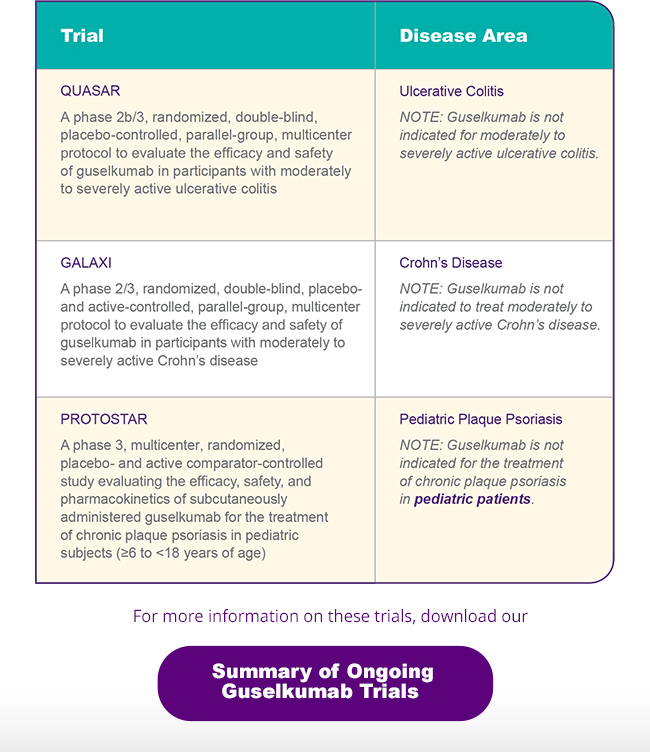 Trial
Disease Area
QUASAR
A phase 2b/3, randomized, double-blind,
placebo-controlled, parallel-group, multicenter
protocol to evaluate the efficacy and safety
of guselkumab in participants with moderately
to severely active ulcerative colitis
Ulcerative Colitis
NOTE: Guselkumab is not
indicated for moderately to
severely active ulcerative colitis.
GALAXI
A phase 2/3, randomized, double-blind, placebo-
and active-controlled, parallel-group, multicenter
protocol to evaluate the efficacy and safety of
guselkumab in participants with moderately to
severely active Crohn’s disease
Crohn’s Disease
NOTE: Guselkumab is not
indicated to treat moderately to
severely active Crohn’s disease.
PROTOSTAR
A phase 3, multicenter, randomized,
placebo- and active comparator-controlled
study evaluating the efficacy, safety, and
pharmacokinetics of subcutaneously
administered guselkumab for the treatment
of chronic plaque psoriasis in pediatric
subjects (≥6 to <18 years of age)
Pediatric Plaque Psoriasis
NOTE: Guselkumab is not
indicated for the treatment
of chronic plaque psoriasis
in pediatric patients.
For more information on these trials, download our
Summary of Ongoing
Guselkumab Trials